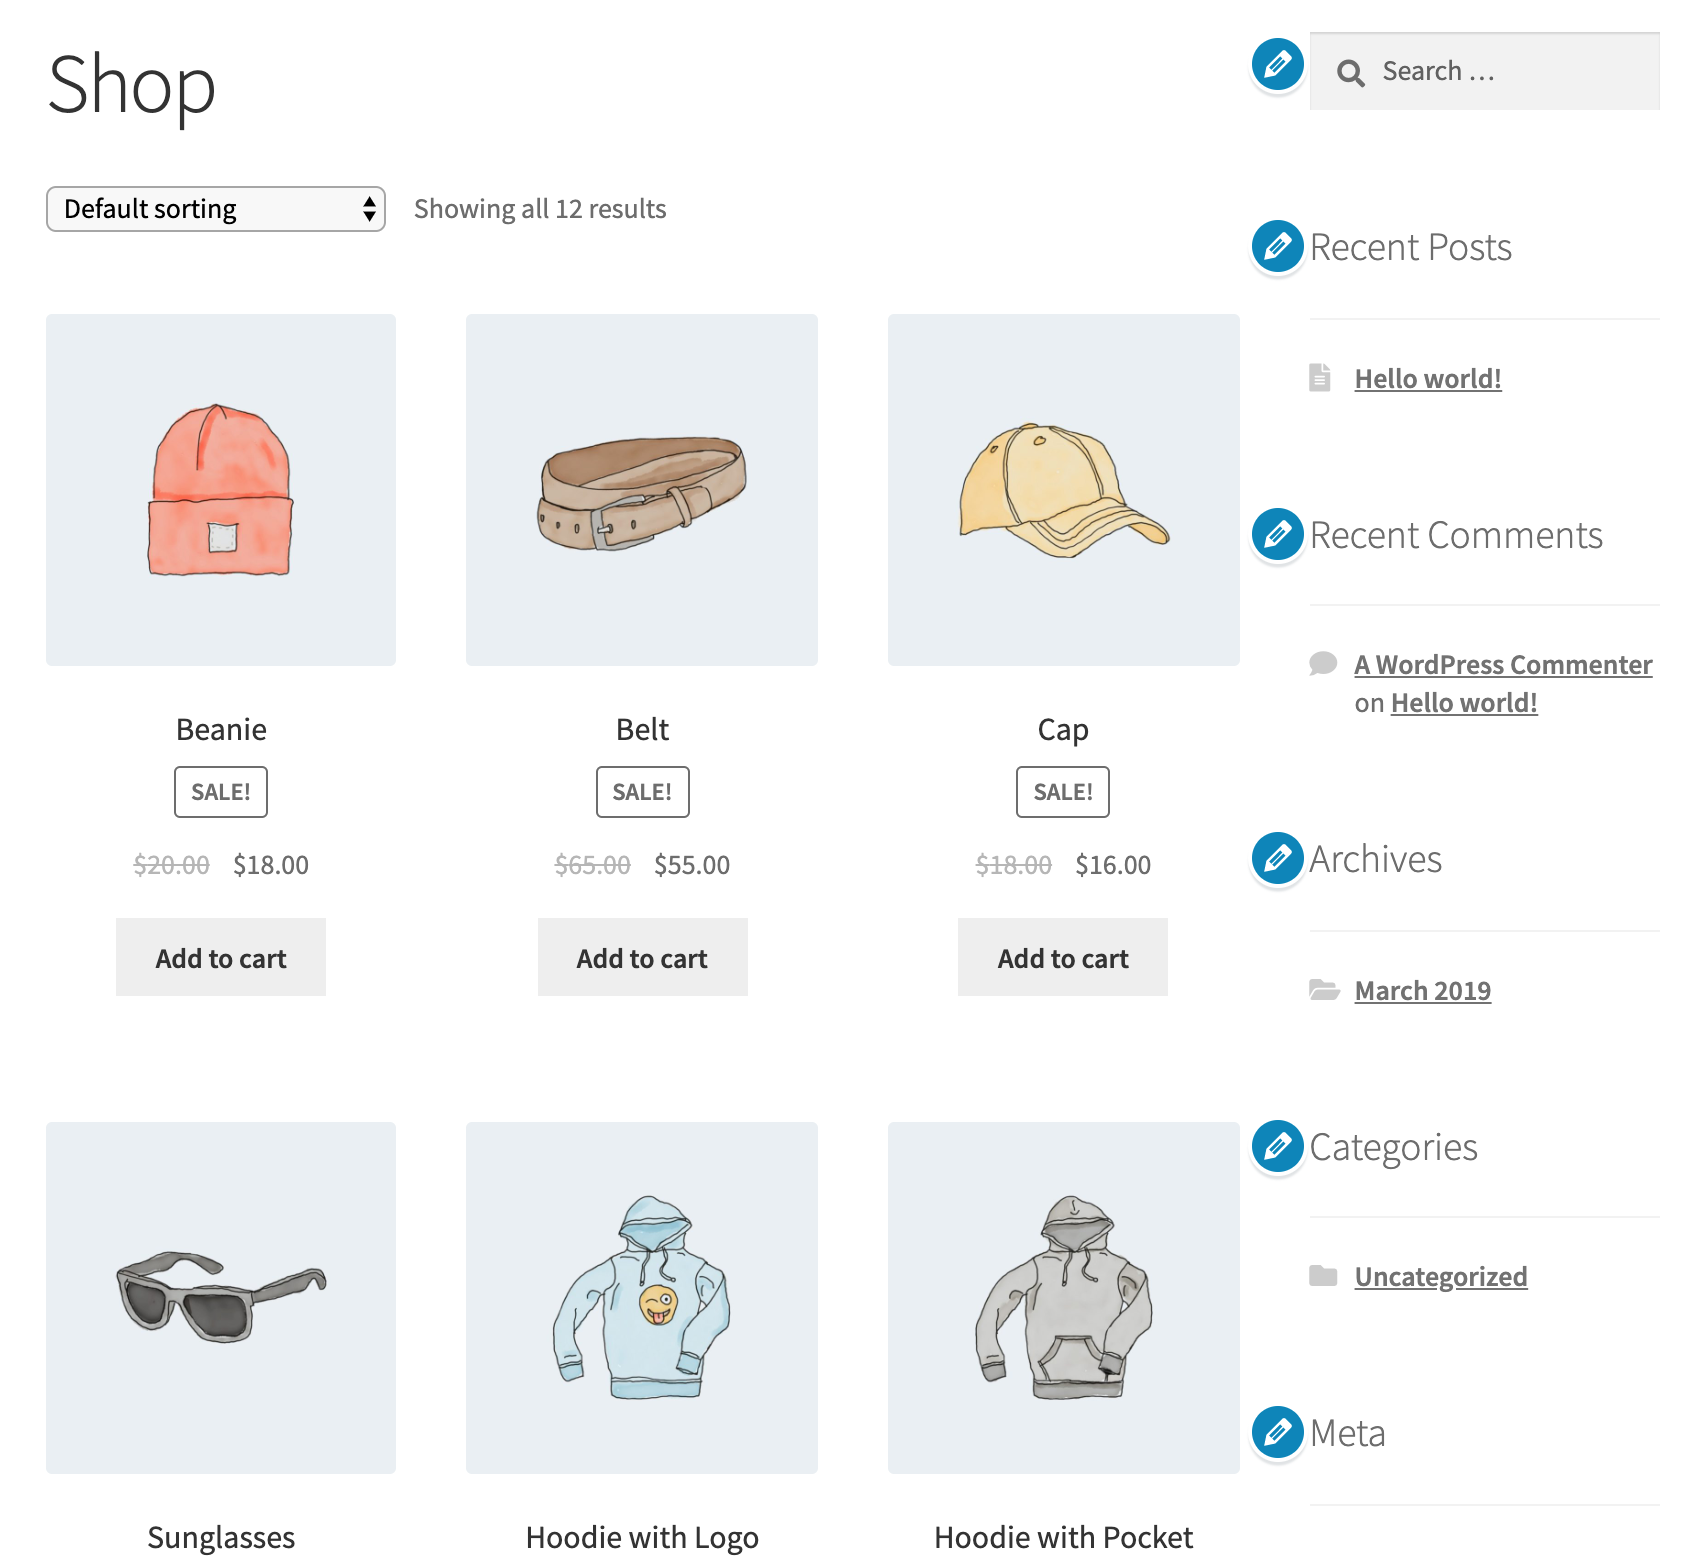 Shop
Default sorting
Showing all 12 results
Beanie
SALE!
$20.00 $18.00
Add to cart
Belt
SALE!
$65.00 $55.00
Add to cart
Cap
SALE!
$18.00 $16.00
Add to cart
Sunglasses
Hoodie with Logo
Hoodie with Pocket
Search …
Recent Posts
Hello world!
Recent Comments
A WordPress Commenter
on Hello world!
Archives
March 2019
Categories
Uncategorized
Meta